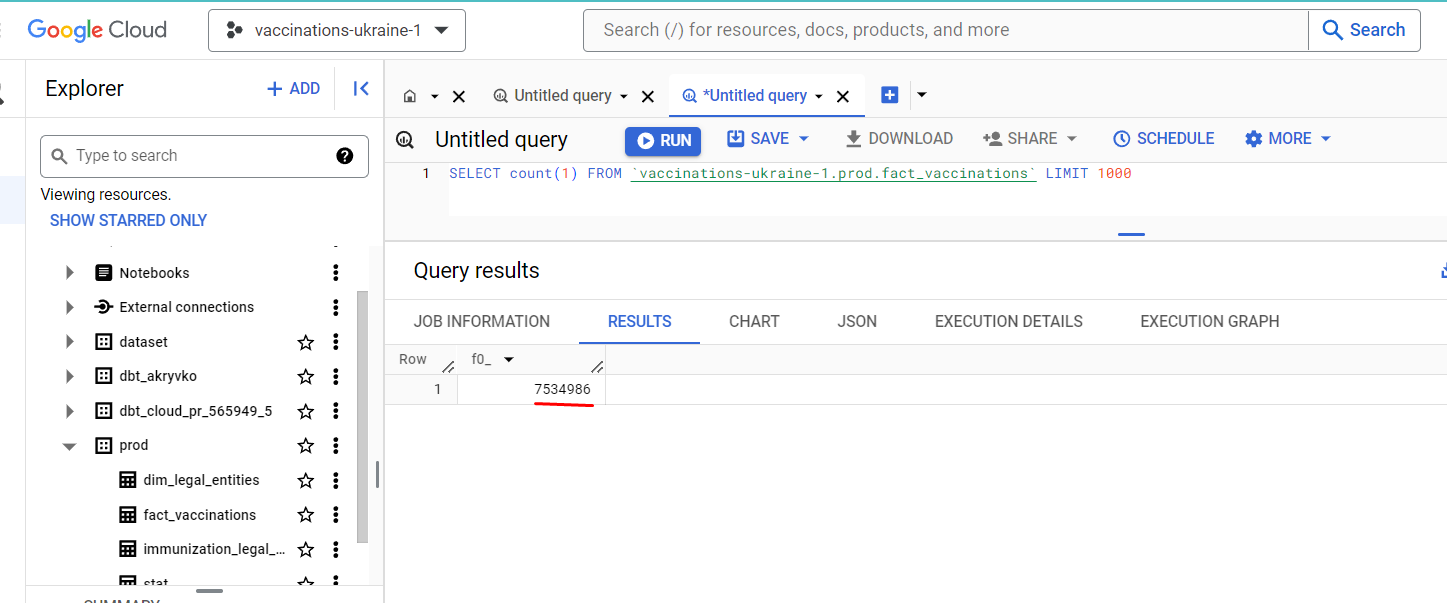 Google Cloud
vaccinations-ukraine-1
Search (/) for resources, docs, products, and more
Search
Explorer
+ ADD
Untitled query
*Untitled query
Type to search
?
Viewing resources.
SHOW STARRED ONLY
Notebooks
External connections
dataset
dbt_akryvko
dbt_cloud_pr_565949_5
prod
dim_legal_entities
fact_vaccinations
immunization_legal_...
stat
SUMMARY
Untitled query
RUN
SAVE
DOWNLOAD
SHARE
SCHEDULE
MORE
1 SELECT count(1) FROM `vaccinations-ukraine-1.prod.fact_vaccinations` LIMIT 1000
Query results
JOB INFORMATION
RESULTS
CHART
JSON
EXECUTION DETAILS
EXECUTION GRAPH
Row f0_
1 7534986